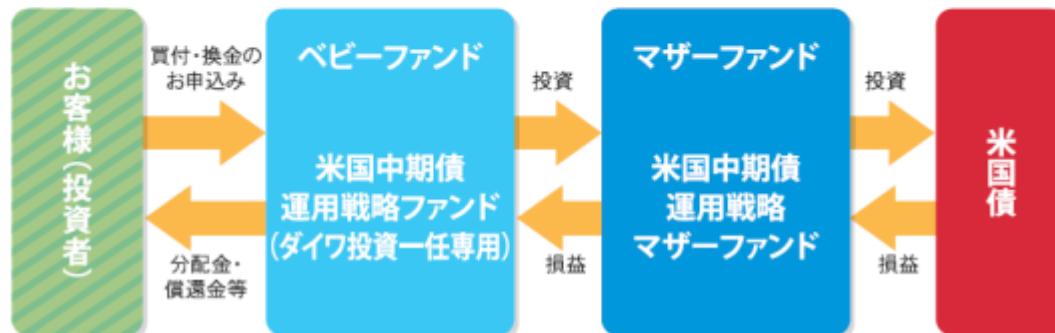 お客様(投資者)
買付・換金の
お申込み
分配金・
償還金等
ベビーファンド
米国中期債
運用戦略ファンド
(ダイワ投資一任専用)
投資
損益
マザーファンド
米国中期債
運用戦略
マザーファンド
投資
損益
米国債